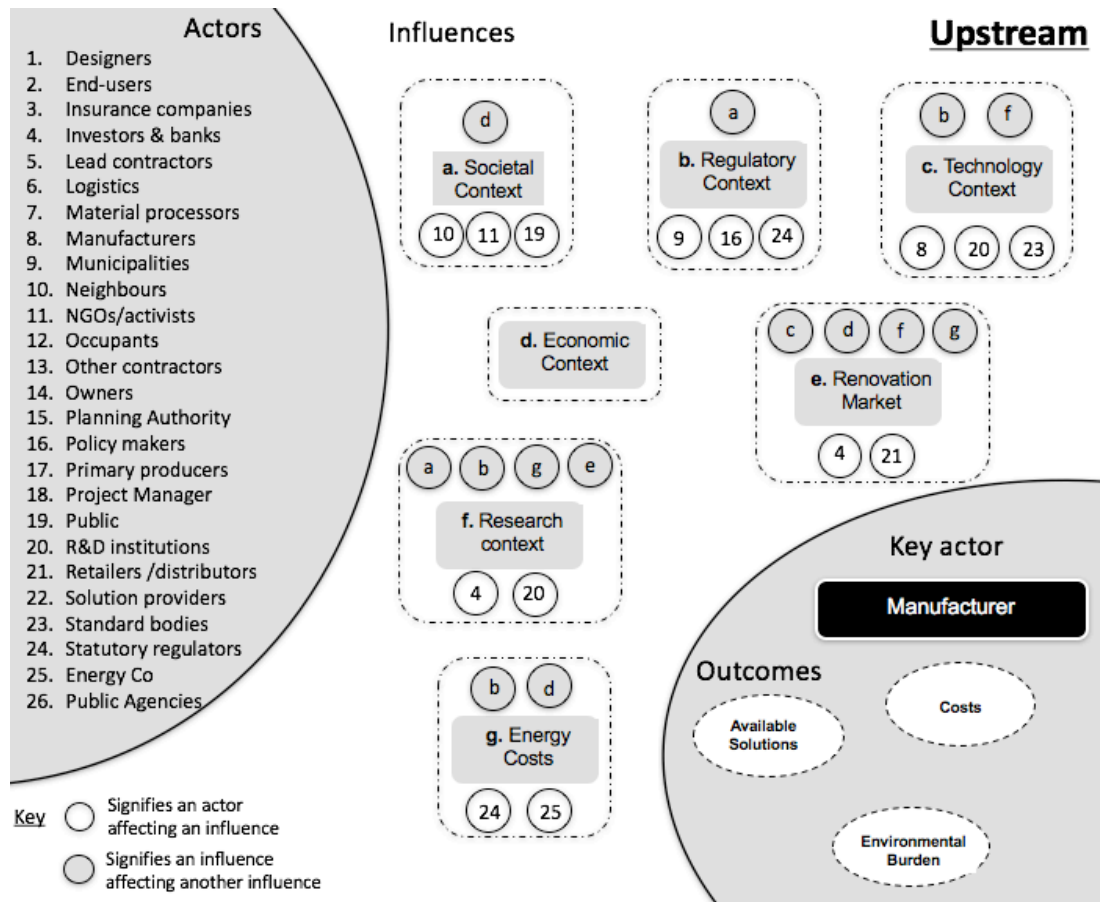 Actors
1. Designers
2. End-users
3. Insurance companies
4. Investors & banks
5. Lead contractors
6. Logistics
7. Material processors
8. Manufacturers
9. Municipalities
10. Neighbours
11. NGOs/activists
12. Occupants
13. Other contractors
14. Owners
15. Planning Authority
16. Policy makers
17. Primary producers
18. Project Manager
19. Public
20. R&D institutions
21. Retailers /distributors
22. Solution providers
23. Standard bodies
24. Statutory regulators
25. Energy Co
26. Public Agencies
Key
Signifies an actor
affecting an influence
Signifies an influence
affecting another influence
Influences
Upstream
d
a. Societal
Context
10 11 19
a
b. Regulatory
Context
9 16 24
b f
c. Technology
Context
8 20 23
d. Economic
Context
c d f g
e. Renovation
Market
4 21
a b g e
f. Research
context
4 20
b d
g. Energy
Costs
24 25
Key actor
Manufacturer
Outcomes
Available
Solutions
Costs
Environmental
Burden